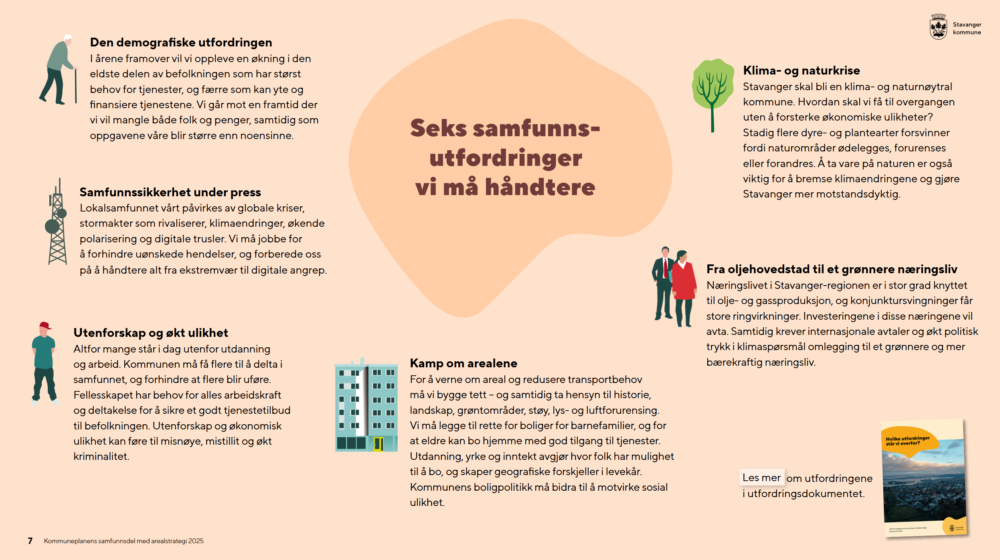 Stavanger
kommune
Den demografiske utfordringen
I årene framover vil vi oppleve en økning i den
eldste delen av befolkningen som har størst
behov for tjenester, og færre som kan yte og
finansiere tjenestene. Vi går mot en framtid der
vi vil mangle både folk og penger, samtidig som
oppgavene våre blir større enn noensinne.
Samfunnssikkerhet under press
Lokalsamfunnet vårt påvirkes av globale kriser,
stormakter som rivaliserer, klimaendringer, økende
polarisering og digitale trusler. Vi må jobbe for
å forhindre uønskede hendelser, og forberede oss
på å håndtere alt fra ekstremvær til digitale angrep.
Utenforskap og økt ulikhet
Altfor mange står i dag utenfor utdanning
og arbeid. Kommunen må få flere til å delta i
samfunnet, og forhindre at flere blir uføre.
Fellesskapet har behov for alles arbeidskraft
og deltakelse for å sikre et godt tjenestetilbud
til befolkningen. Utenforskap og økonomisk
ulikhet kan føre til misnøye, mistillit og økt
kriminalitet.
Seks samfunns-
utfordringer
vi må håndtere
Kamp om arealene
For å verne om areal og redusere transportbehov
må vi bygge tett – og samtidig ta hensyn til historie,
landskap, grøntområder, støy, lys- og luftforurensing.
Vi må legge til rette for boliger for barnefamilier, og for
at eldre kan bo hjemme med god tilgang til tjenester.
Utdanning, yrke og inntekt avgjør hvor folk har mulighet
til å bo, og skaper geografiske forskjeller i levekår.
Kommunens boligpolitikk må bidra til å motvirke sosial
ulikhet.
Klima- og naturkrise
Stavanger skal bli en klima- og naturnøytral
kommune. Hvordan skal vi få til overgangen
uten å forsterke økonomiske ulikheter?
Stadig flere dyre- og plantearter forsvinner
fordi naturområder ødelegges, forurenses
eller forandres. Å ta vare på naturen er også
viktig for å bremse klimaendringene og gjøre
Stavanger mer motstandsdyktig.
Fra oljehovedstad til et grønnere næringsliv
Næringslivet i Stavanger-regionen er i stor grad knyttet
til olje- og gassproduksjon, og konjunktursvingninger får
store ringvirkninger. Investeringene i disse næringene vil
avta. Samtidig krever internasjonale avtaler og økt politisk
trykk i klimaspørsmål omlegging til et grønnere og mer
bærekraftig næringsliv.
Les mer om utfordringene
i utfordringsdokumentet.
Hvilke utfordringer
står vi overfor?
Utfordringsbilde som grunnlag for planstrategi
November 2023
Stavanger
kommune
7 Kommuneplanens samfunnsdel med arealstrategi 2025